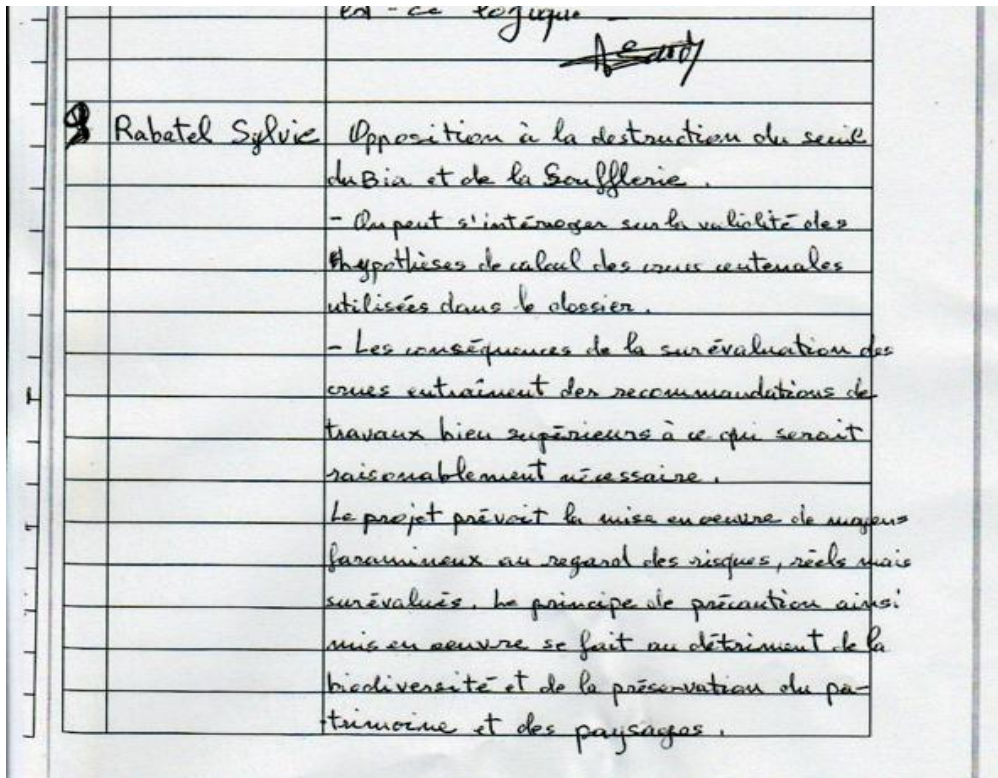 est-ce logique
Rabatel Sylvie Opposition à la destruction du seuil
du Bia et de la Soufflerie.
- On peut s'intéroger sur la validité des
hypothèses de calcul des crues centenales
utilisées dans le dossier.
- Les conséquences de la surévaluation des
crues entraînent des recommandations de
travaux bien supérieurs à ce qui serait
raisonablement nécessaire.
Le projet prévoit la mise en oeuvre de moyens
faramineux au regard des risques, réels mais
surévalués. Le principe de précaution ainsi
mis en oeuvre se fait au détriment de la
biodiversité et de la préservation du pa-
trimoine et des paysages.